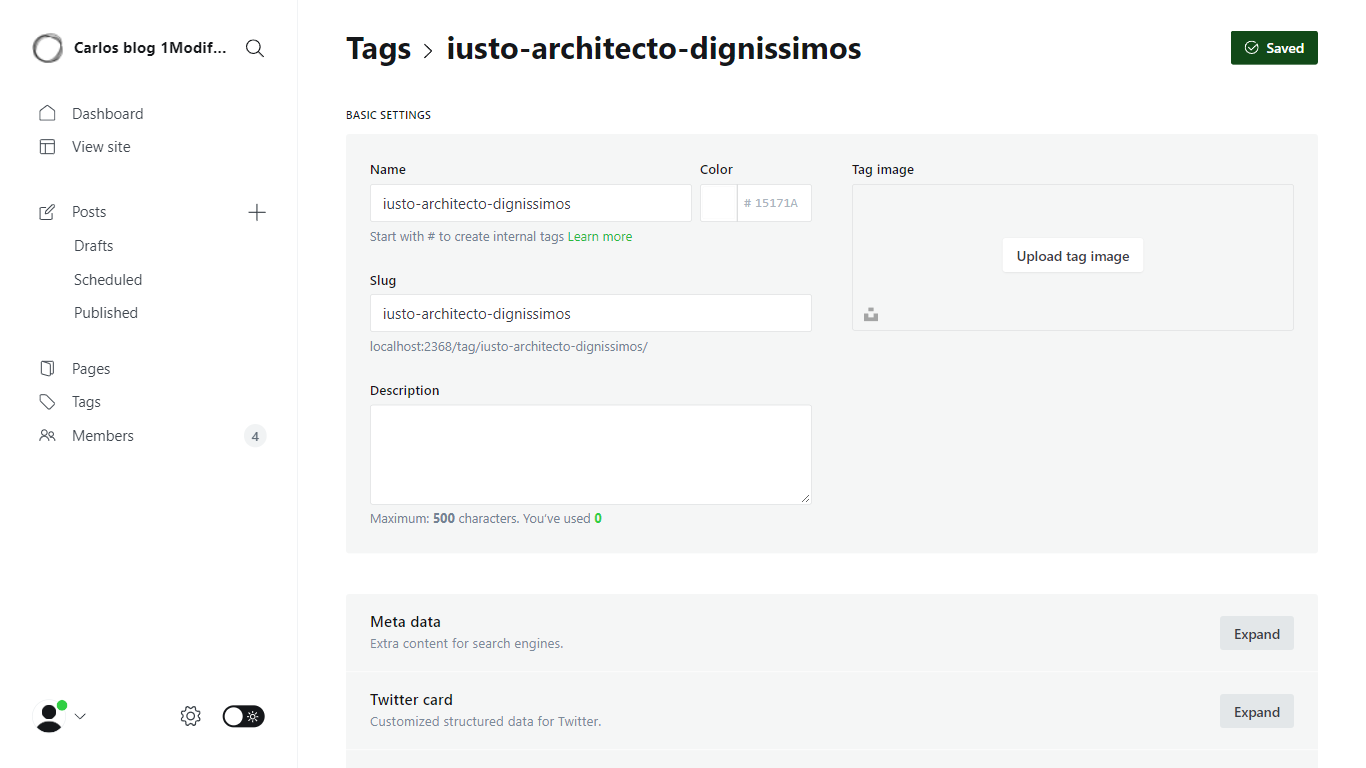 Carlos blog 1Modif...
Dashboard
View site
Posts
Drafts
Scheduled
Published
Pages
Tags
Members
4
Tags
iusto-architecto-dignissimos
Saved
BASIC SETTINGS
Name
iusto-architecto-dignissimos
Start with # to create internal tags Learn more
Color
# 15171A
Slug
iusto-architecto-dignissimos
localhost:2368/tag/iusto-architecto-dignissimos/
Description
Maximum: 500 characters. You've used 0
Tag image
Upload tag image
Meta data
Extra content for search engines.
Expand
Twitter card
Customized structured data for Twitter.
Expand